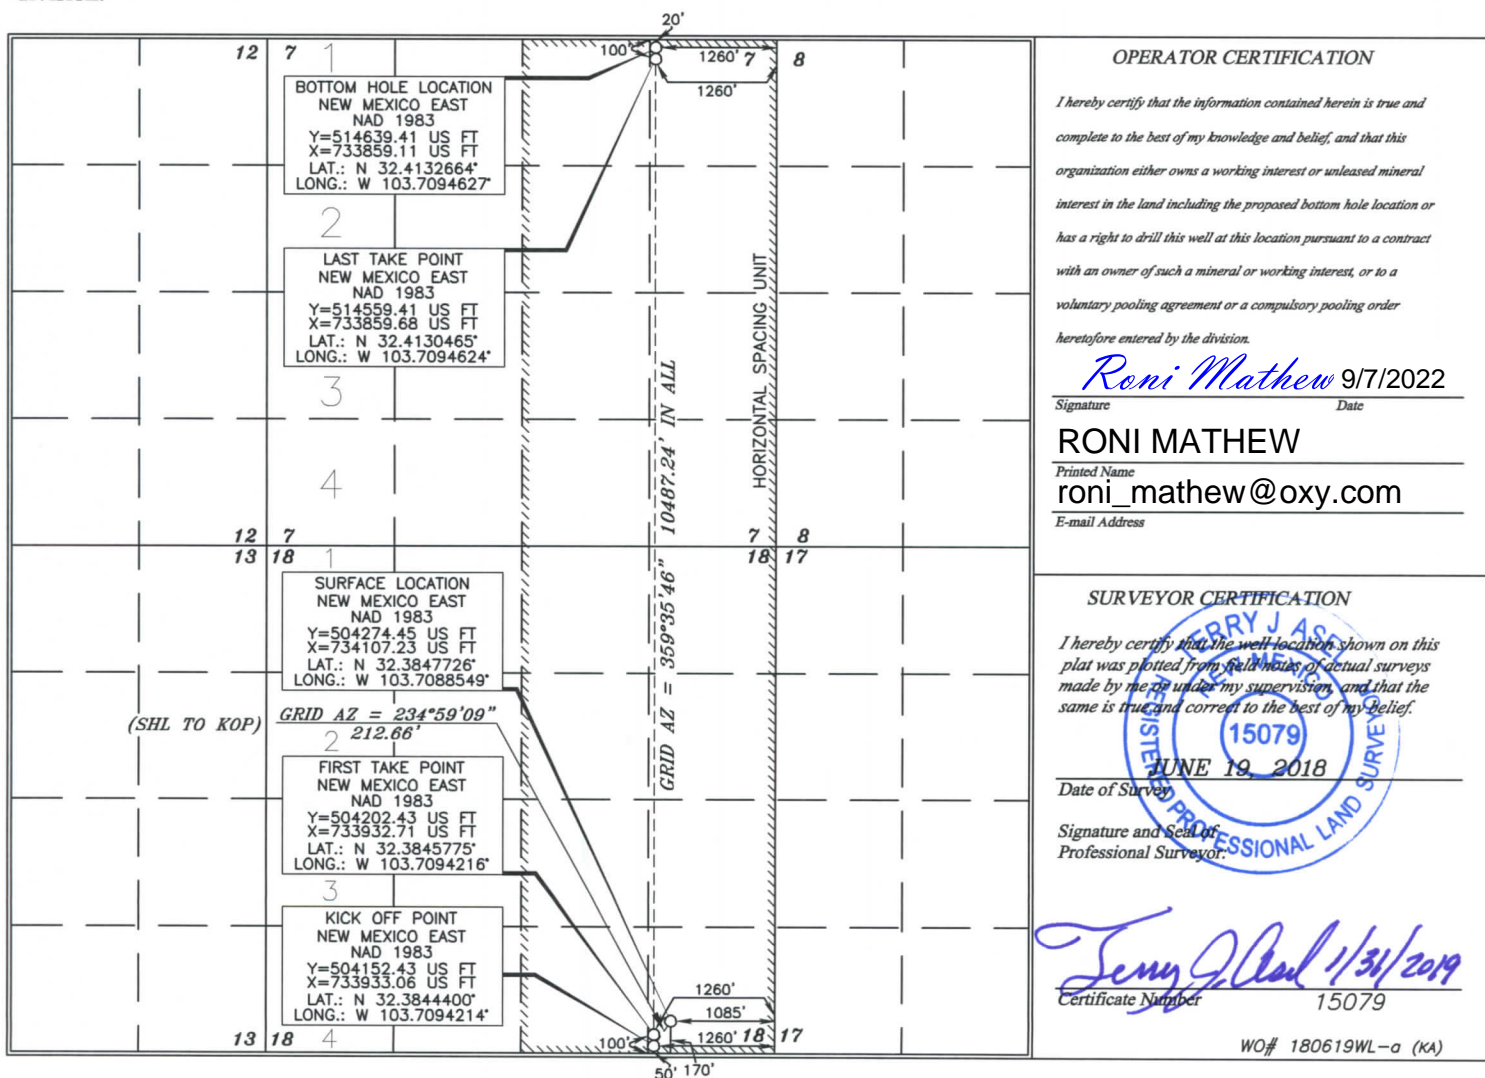 20'
12 7 1 100' 1260' 7 8
1260'
BOTTOM HOLE LOCATION
NEW MEXICO EAST
NAD 1983
Y=514639.41 US FT
X=733859.11 US FT
LAT.: N 32.4132664°
LONG.: W 103.7094627°
2
LAST TAKE POINT
NEW MEXICO EAST
NAD 1983
Y=514559.41 US FT
X=733859.68 US FT
LAT.: N 32.4130465°
LONG.: W 103.7094624°
3
4
HORIZONTAL SPACING UNIT
GRID AZ = 359°35'46" 10487.24' IN ALL
12 7 7 8
13 18 1 18 17
SURFACE LOCATION
NEW MEXICO EAST
NAD 1983
Y=504274.45 US FT
X=734107.23 US FT
LAT.: N 32.3847726°
LONG.: W 103.7088549°
(SHL TO KOP) GRID AZ = 234°59'09"
212.66'
2
FIRST TAKE POINT
NEW MEXICO EAST
NAD 1983
Y=504202.43 US FT
X=733932.71 US FT
LAT.: N 32.3845775°
LONG.: W 103.7094216°
3
KICK OFF POINT
NEW MEXICO EAST
NAD 1983
Y=504152.43 US FT
X=733933.06 US FT
LAT.: N 32.3844400°
LONG.: W 103.7094214°
1260'
1085'
13 18 4 100' 1260' 18 17
50' 170'
OPERATOR CERTIFICATION
I hereby certify that the information contained herein is true and
complete to the best of my knowledge and belief, and that this
organization either owns a working interest or unleased mineral
interest in the land including the proposed bottom hole location or
has a right to drill this well at this location pursuant to a contract
with an owner of such a mineral or working interest, or to a
voluntary pooling agreement or a compulsory pooling order
heretofore entered by the division.
Roni Mathew 9/7/2022
Signature Date
RONI MATHEW
Printed Name
roni_mathew@oxy.com
E-mail Address
SURVEYOR CERTIFICATION
I hereby certify that the well location shown on this
plat was plotted from field notes of actual surveys
made by me or under my supervision, and that the
same is true and correct to the best of my belief.
TERRY J ASEL
NEW MEXICO
15079
REGISTERED PROFESSIONAL LAND SURVEYOR
JUNE 19, 2018
Date of Survey
Signature and Seal of
Professional Surveyor:
Terry J. Asel 1/31/2019
Certificate Number 15079
WO# 180619WL-a (KA)